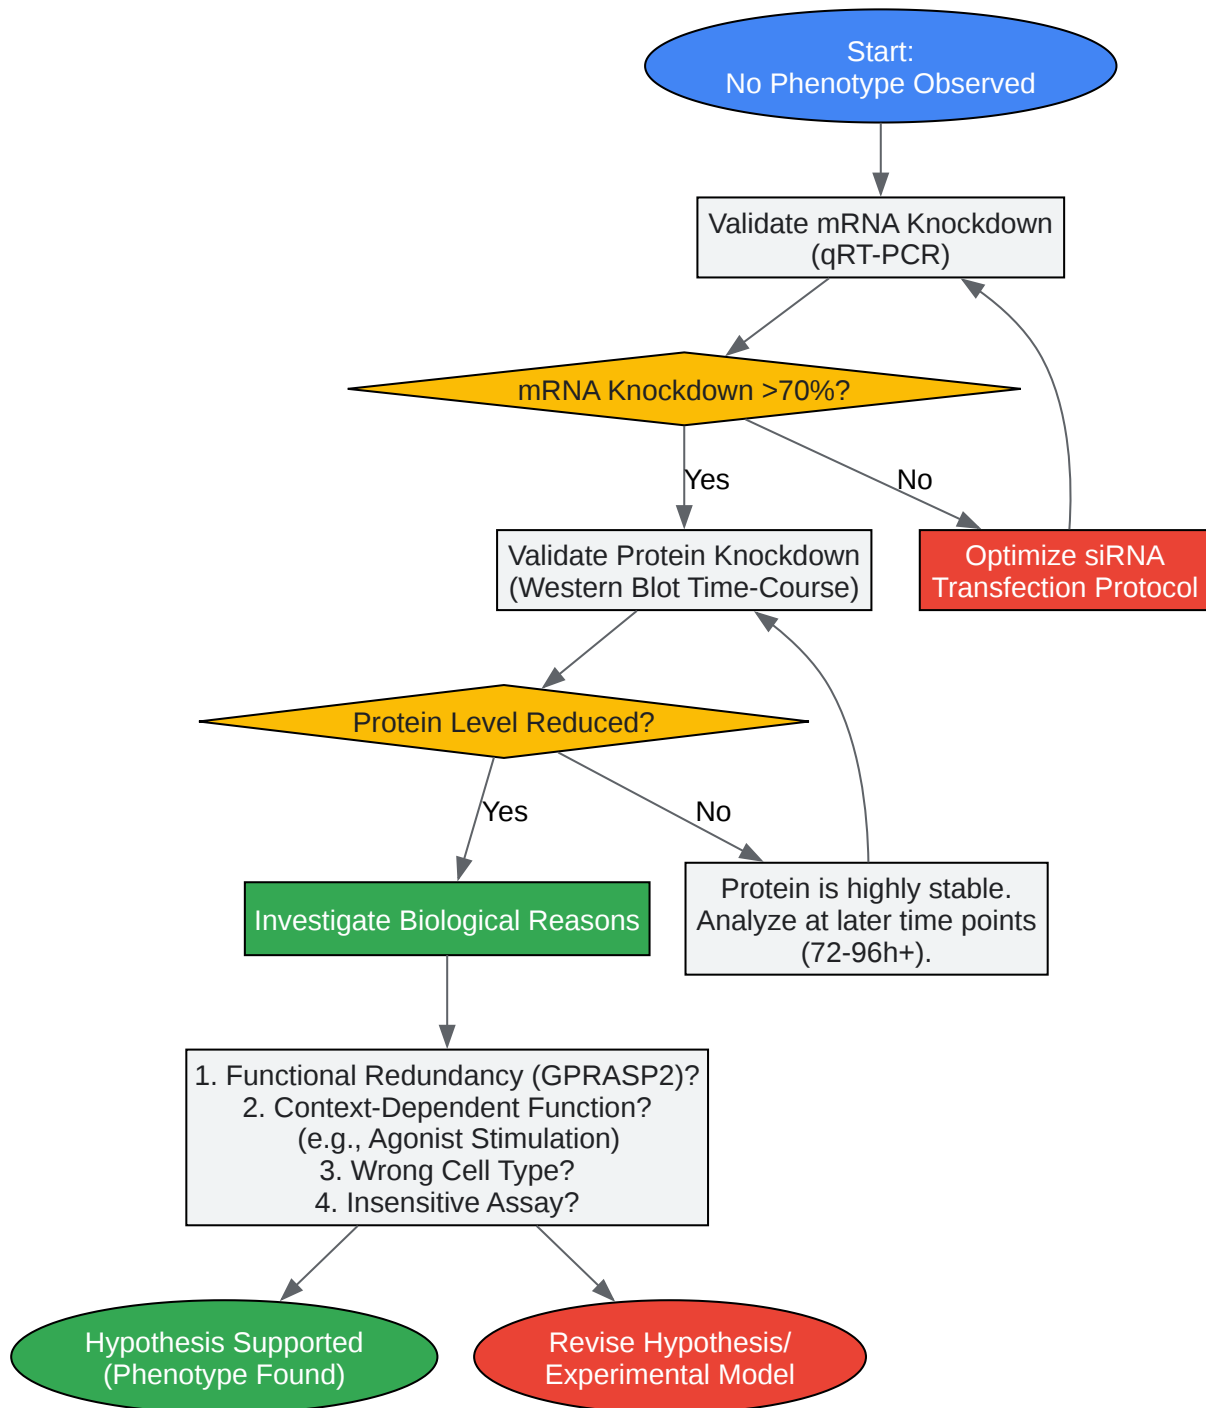 Start:
No Phenotype Observed
Validate mRNA Knockdown
(qRT-PCR)
mRNA Knockdown >70%?
Yes
No
Validate Protein Knockdown
(Western Blot Time-Course)
Optimize siRNA
Transfection Protocol
Protein Level Reduced?
Yes
No
Investigate Biological Reasons
Protein is highly stable.
Analyze at later time points
(72-96h+).
1. Functional Redundancy (GPRASP2)?
2. Context-Dependent Function?
(e.g., Agonist Stimulation)
3. Wrong Cell Type?
4. Insensitive Assay?
Hypothesis Supported
(Phenotype Found)
Revise Hypothesis/
Experimental Model